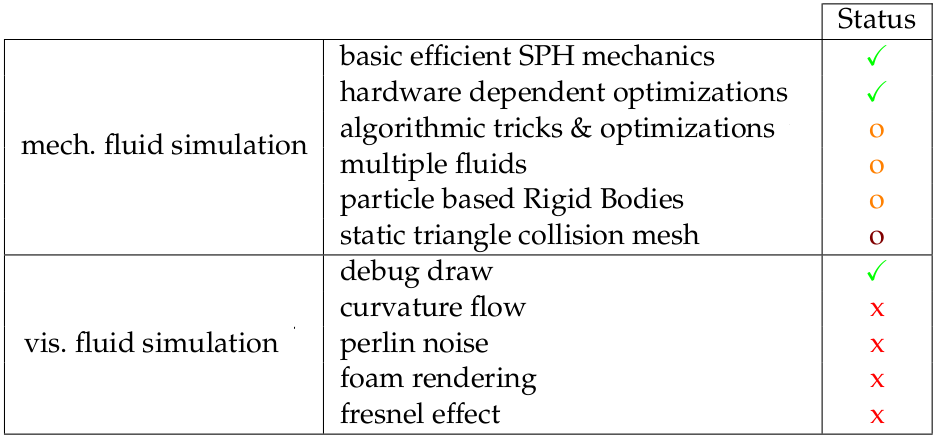 Status
basic efficient SPH mechanics ✓
hardware dependent optimizations ✓
algorithmic tricks & optimizations o
mech. fluid simulation
multiple fluids o
particle based Rigid Bodies o
static triangle collision mesh o
debug draw ✓
curvature flow x
vis. fluid simulation
perlin noise x
foam rendering x
fresnel effect x